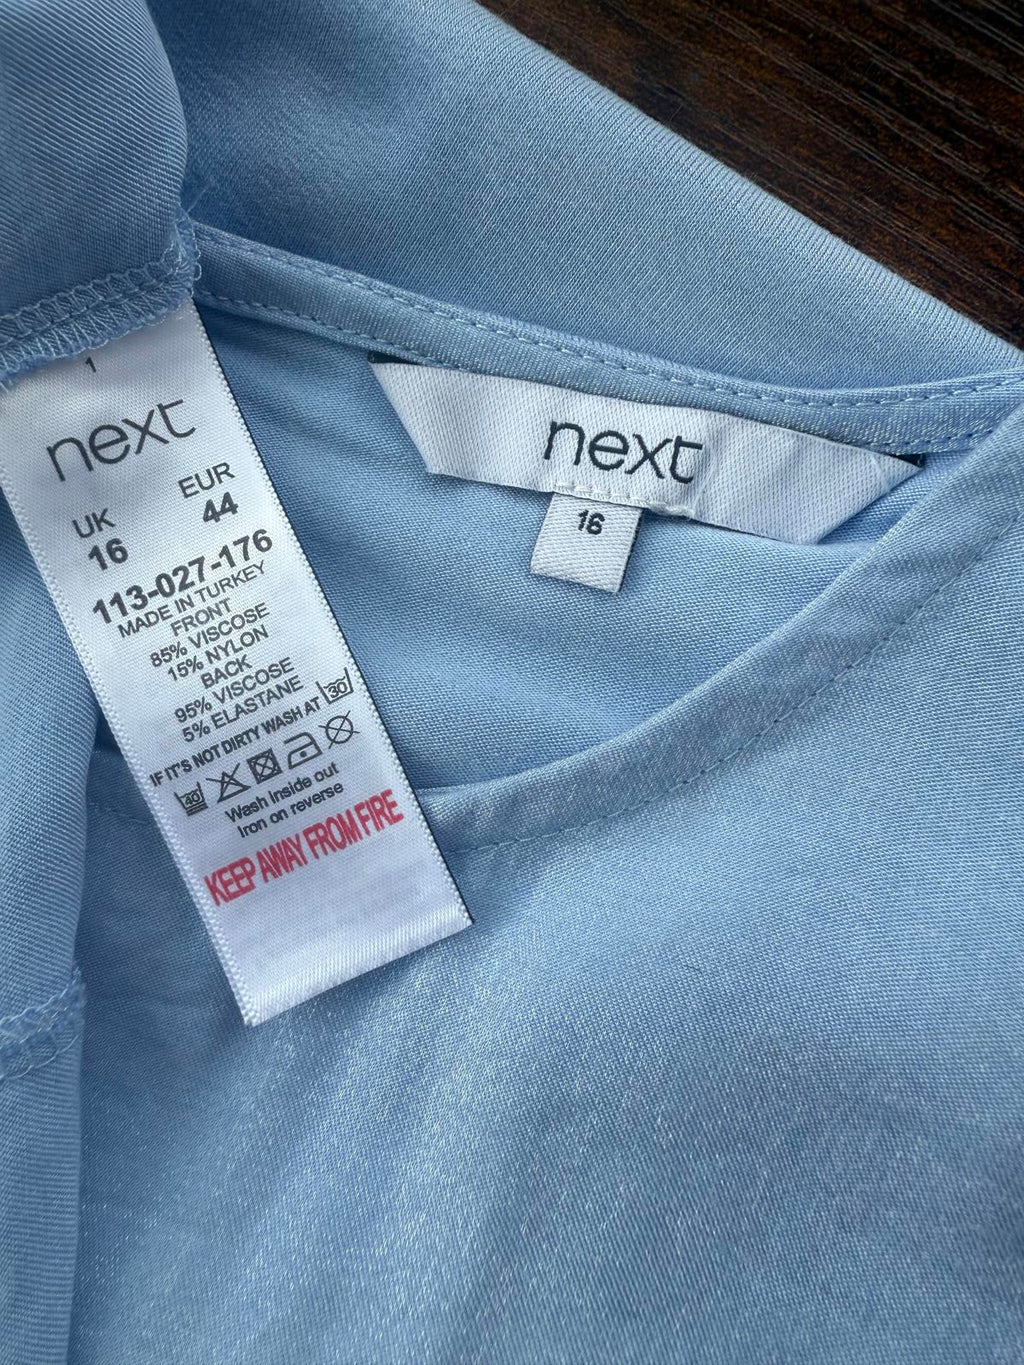 1
next
UK EUR
16 44
113-027-176
MADE IN TURKEY
FRONT
85% VISCOSE
15% NYLON
BACK
95% VISCOSE
5% ELASTANE
IF IT'S NOT DIRTY WASH AT 30
40
Wash inside out
Iron on reverse
KEEP AWAY FROM FIRE
next
16